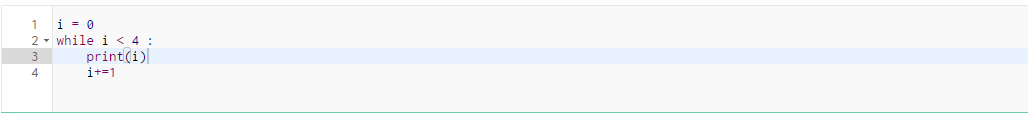 1 i = 0
2 while i < 4 :
3     print(i)
4     i+=1